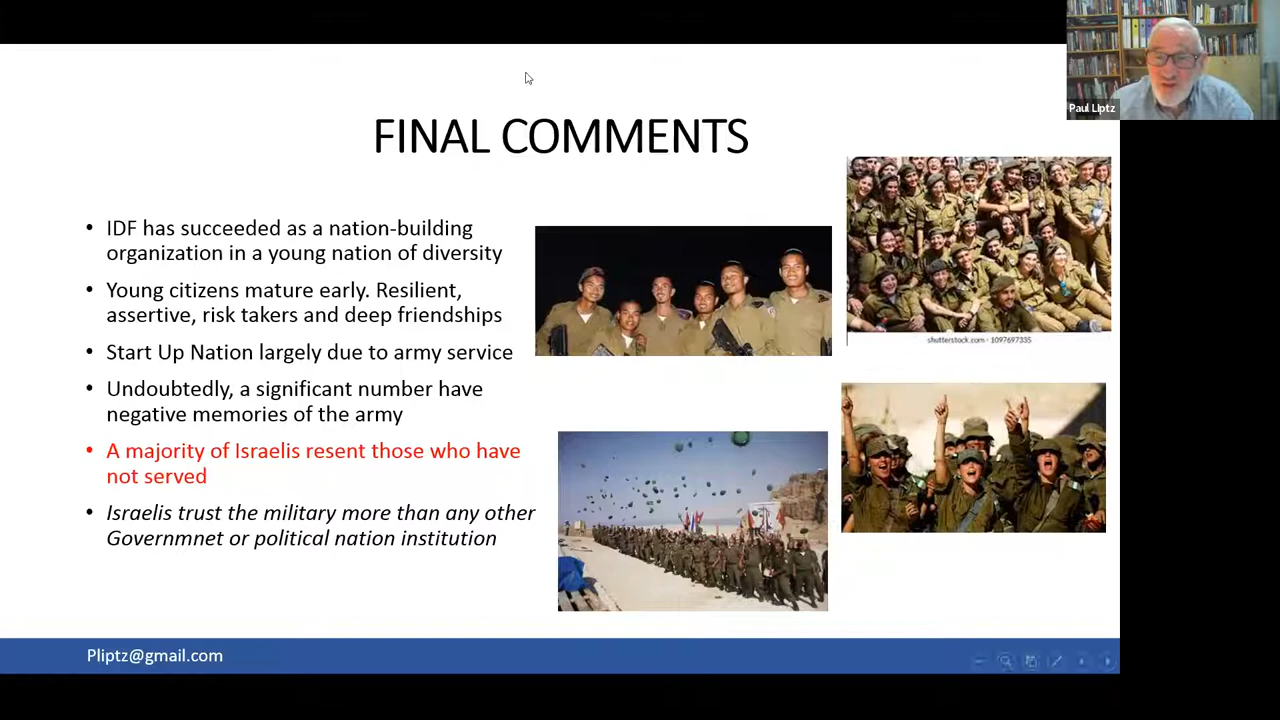 Paul Liptz
FINAL COMMENTS
• IDF has succeeded as a nation-building
organization in a young nation of diversity
• Young citizens mature early. Resilient,
assertive, risk takers and deep friendships
• Start Up Nation largely due to army service
• Undoubtedly, a significant number have
negative memories of the army
• A majority of Israelis resent those who have
not served
• Israelis trust the military more than any other
Governmnet or political nation institution
shutterstock.com · 1097697335
Pliptz@gmail.com